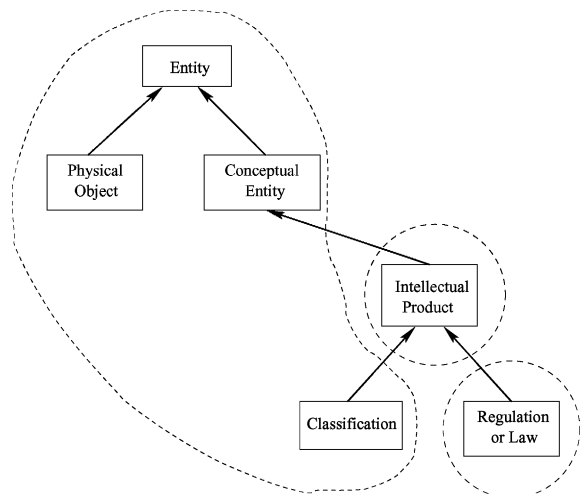 Entity
Physical
Object
Conceptual
Entity
Intellectual
Product
Classification
Regulation
or Law